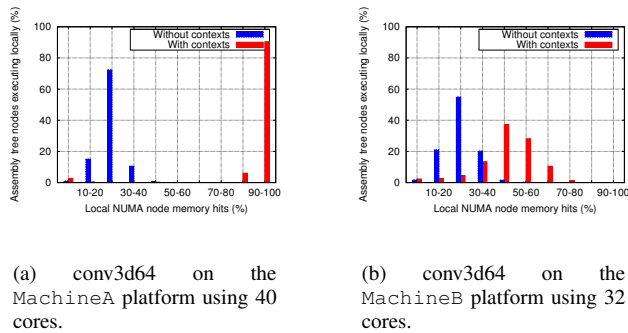 Assembly tree nodes executing locally (%)
100
80
60
40
20
0
Without contexts
With contexts
10-20 30-40 50-60 70-80 90-100
Local NUMA node memory hits (%)
(a) conv3d64 on the
MachineA platform using 40
cores.
Assembly tree nodes executing locally (%)
100
80
60
40
20
0
Without contexts
With contexts
10-20 30-40 50-60 70-80 90-100
Local NUMA node memory hits (%)
(b) conv3d64 on the
MachineB platform using 32
cores.